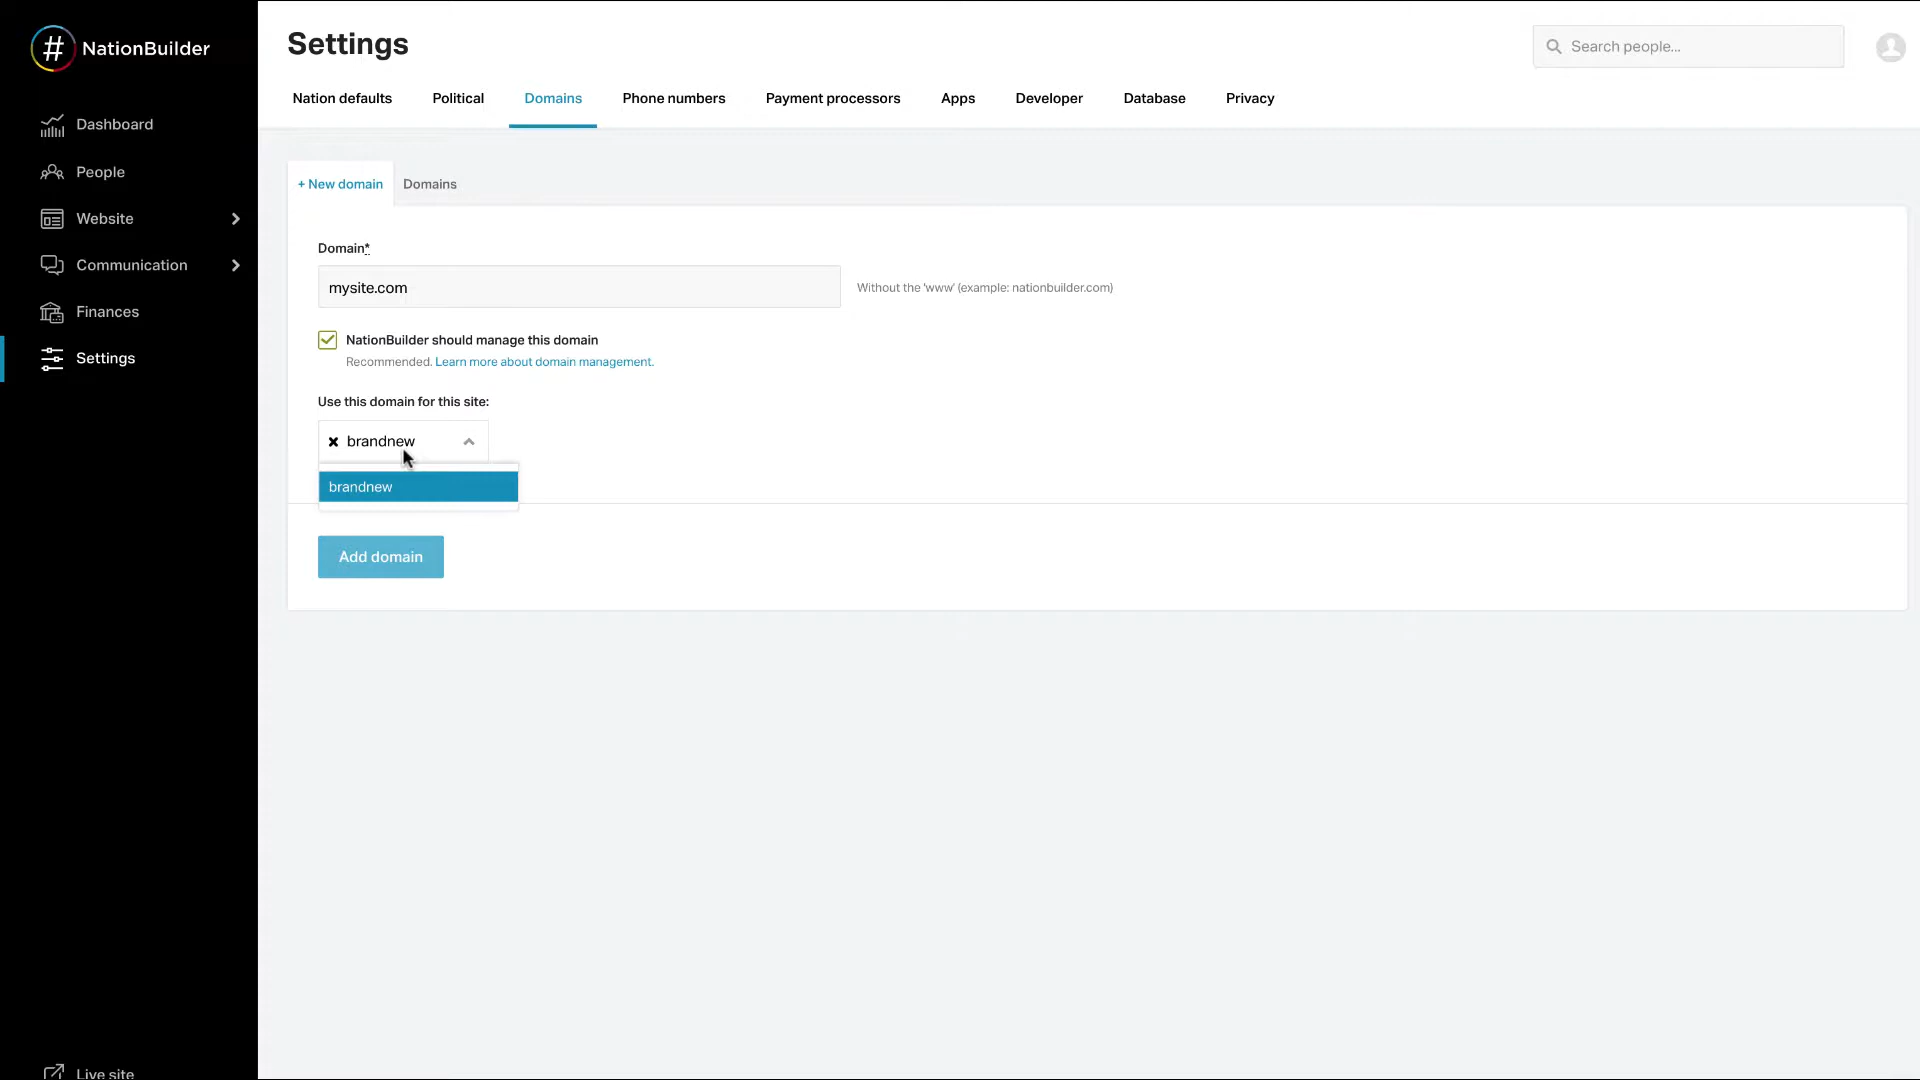 # NationBuilder
Settings
Search people...
Nation defaults
Political
Domains
Phone numbers
Payment processors
Apps
Developer
Database
Privacy
Dashboard
People
Website
Communication
Finances
Settings
+ New domain
Domains
Domain*
mysite.com
Without the 'www' (example: nationbuilder.com)
NationBuilder should manage this domain
Recommended. Learn more about domain management.
Use this domain for this site:
brandnew
brandnew
Add domain
Live site